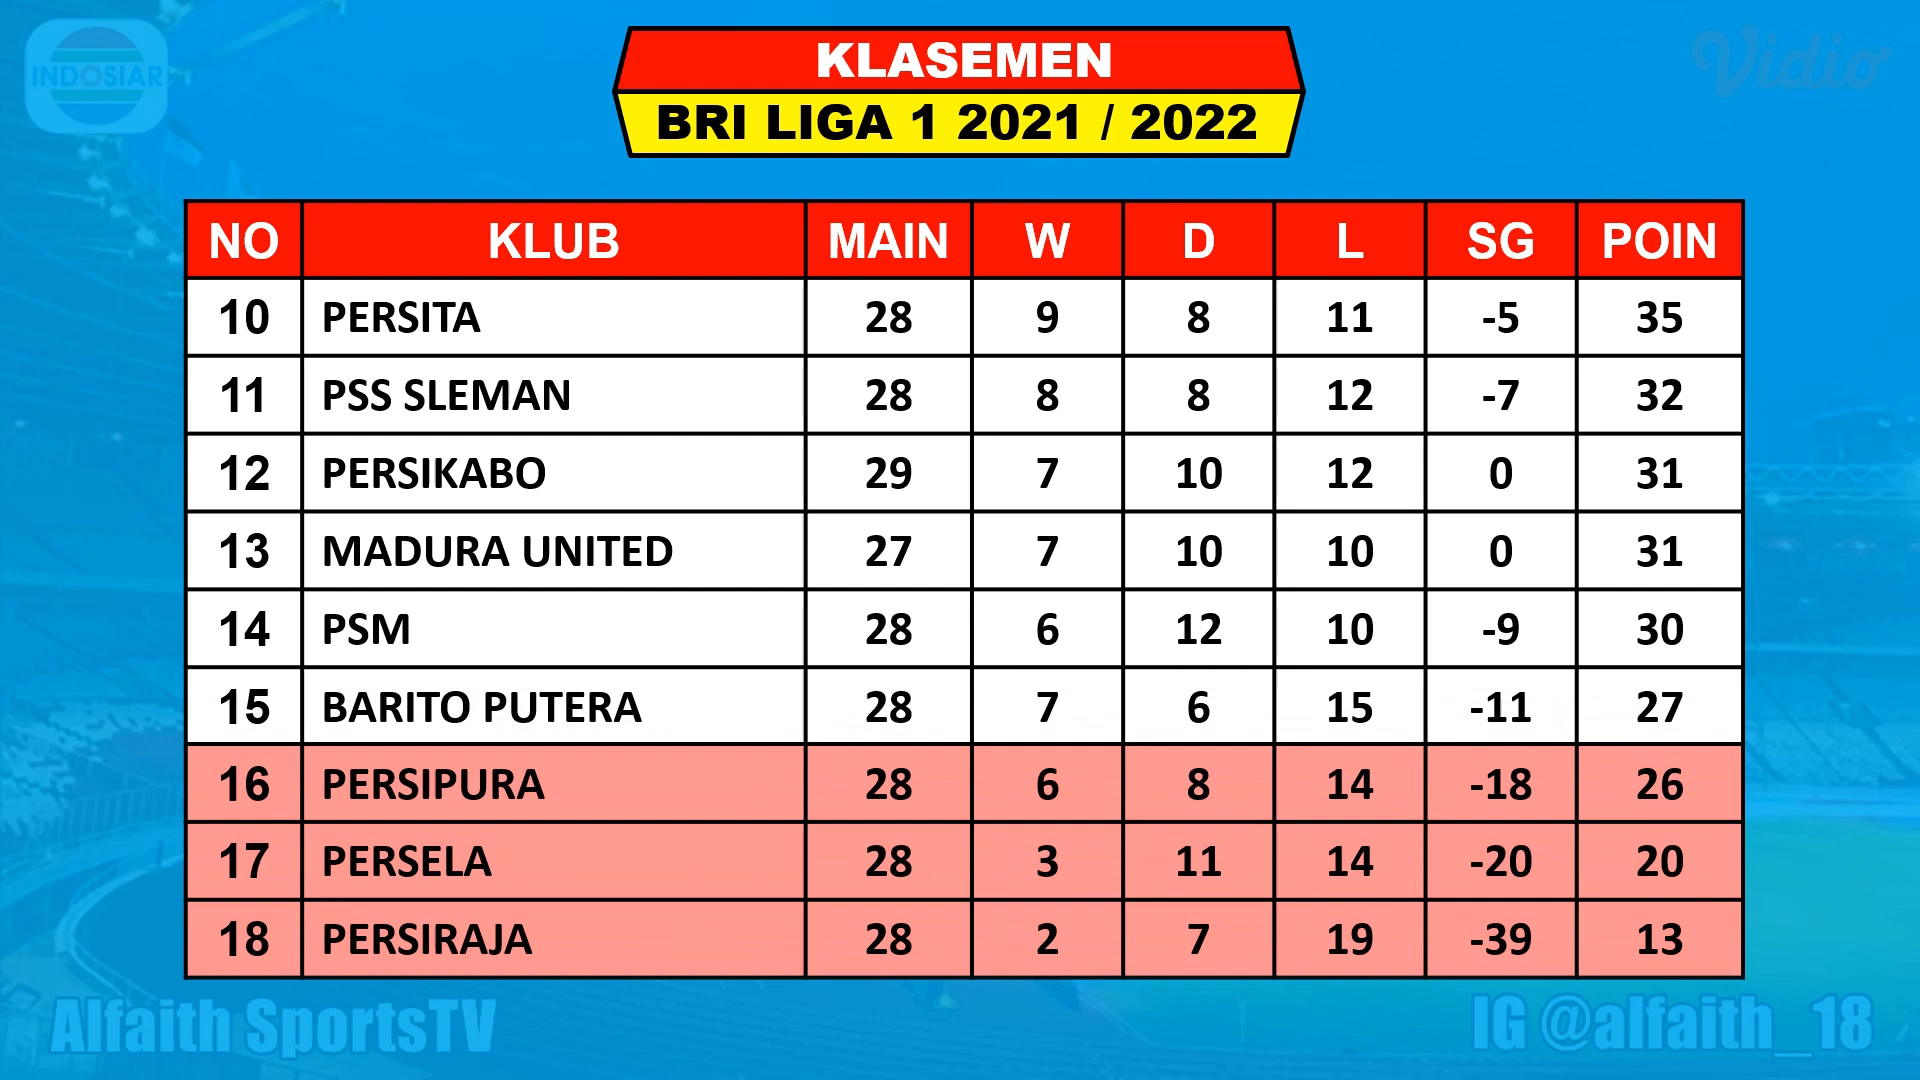 INDOSIAR
Vidio
KLASEMEN
BRI LIGA 1 2021 / 2022
NO KLUB MAIN W D L SG POIN
10 PERSITA 28 9 8 11 -5 35
11 PSS SLEMAN 28 8 8 12 -7 32
12 PERSIKABO 29 7 10 12 0 31
13 MADURA UNITED 27 7 10 10 0 31
14 PSM 28 6 12 10 -9 30
15 BARITO PUTERA 28 7 6 15 -11 27
16 PERSIPURA 28 6 8 14 -18 26
17 PERSELA 28 3 11 14 -20 20
18 PERSIRAJA 28 2 7 19 -39 13
Alfaith SportsTV
IG @alfaith_18